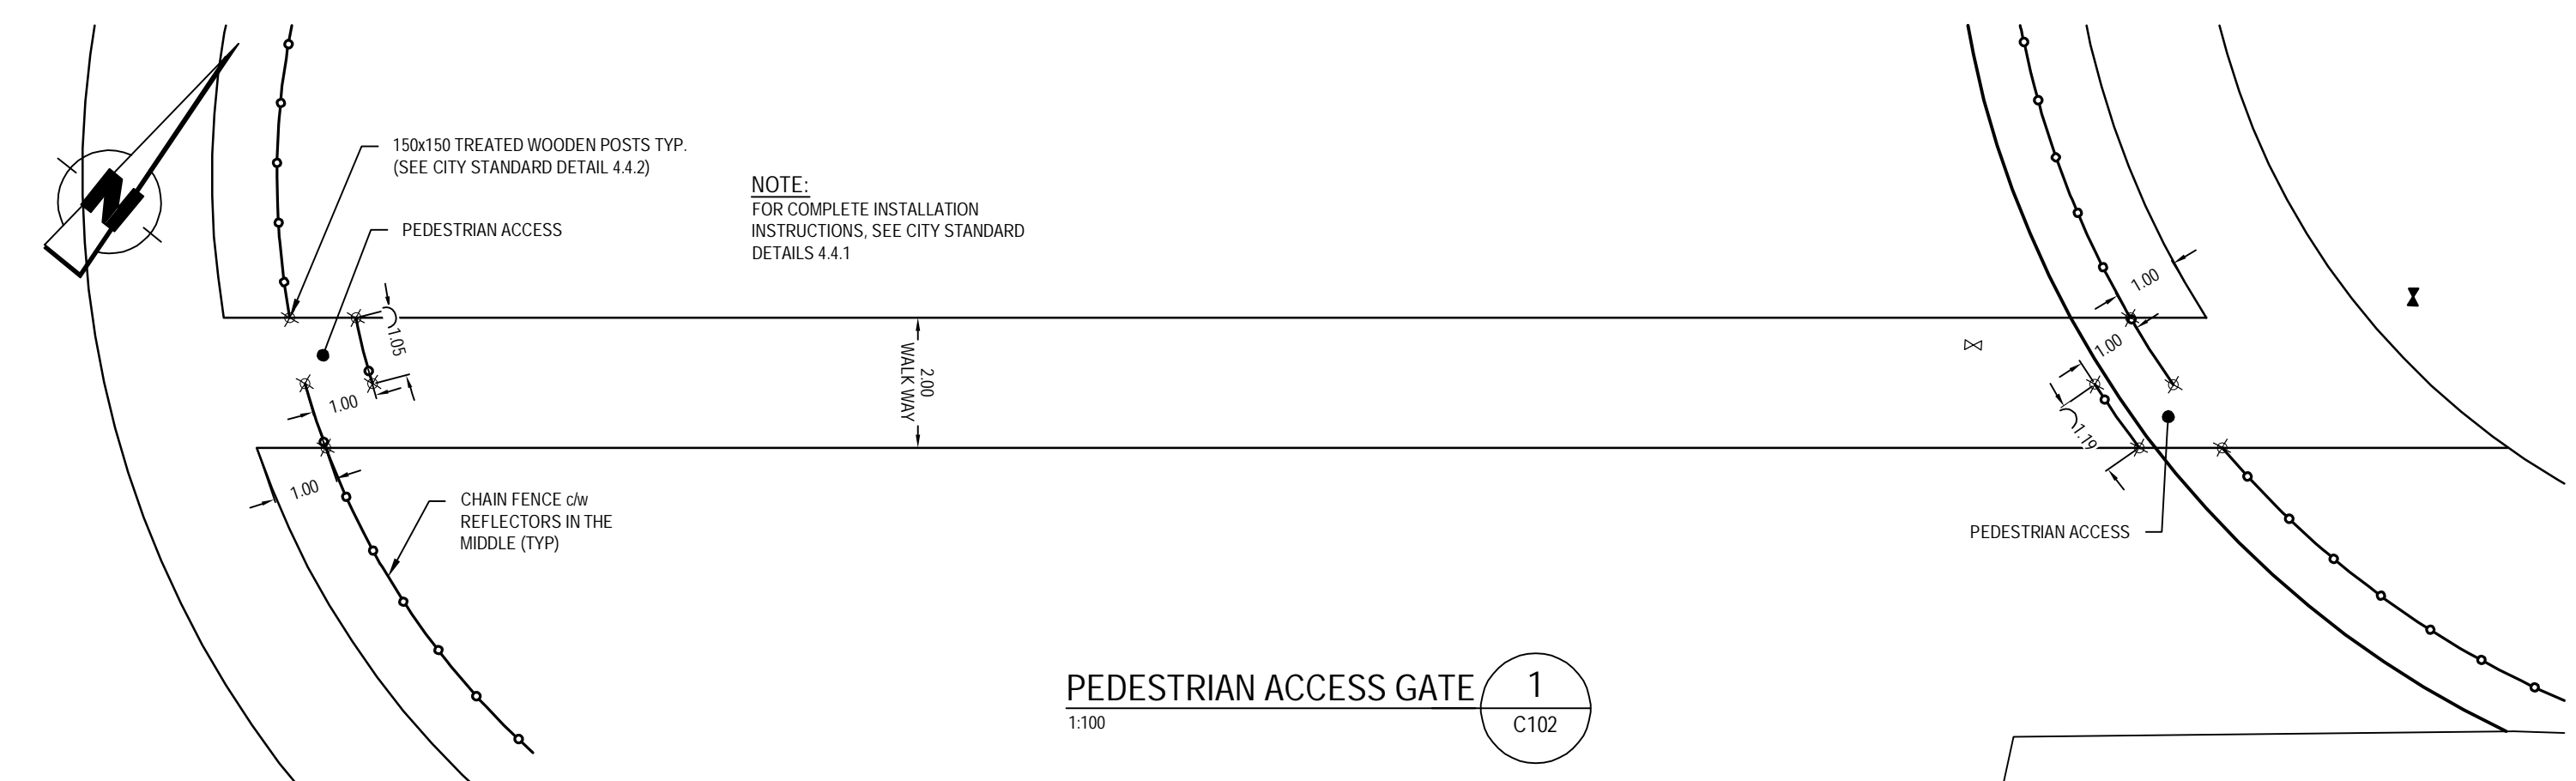 N
150x150 TREATED WOODEN POSTS TYP.
(SEE CITY STANDARD DETAIL 4.4.2)
PEDESTRIAN ACCESS
NOTE:
FOR COMPLETE INSTALLATION
INSTRUCTIONS, SEE CITY STANDARD
DETAILS 4.4.1
1.05
1.00
1.00
2.00
WALK WAY
CHAIN FENCE c/w
REFLECTORS IN THE
MIDDLE (TYP)
1.00
1.00
1.19
PEDESTRIAN ACCESS
PEDESTRIAN ACCESS GATE
1:100
1
C102